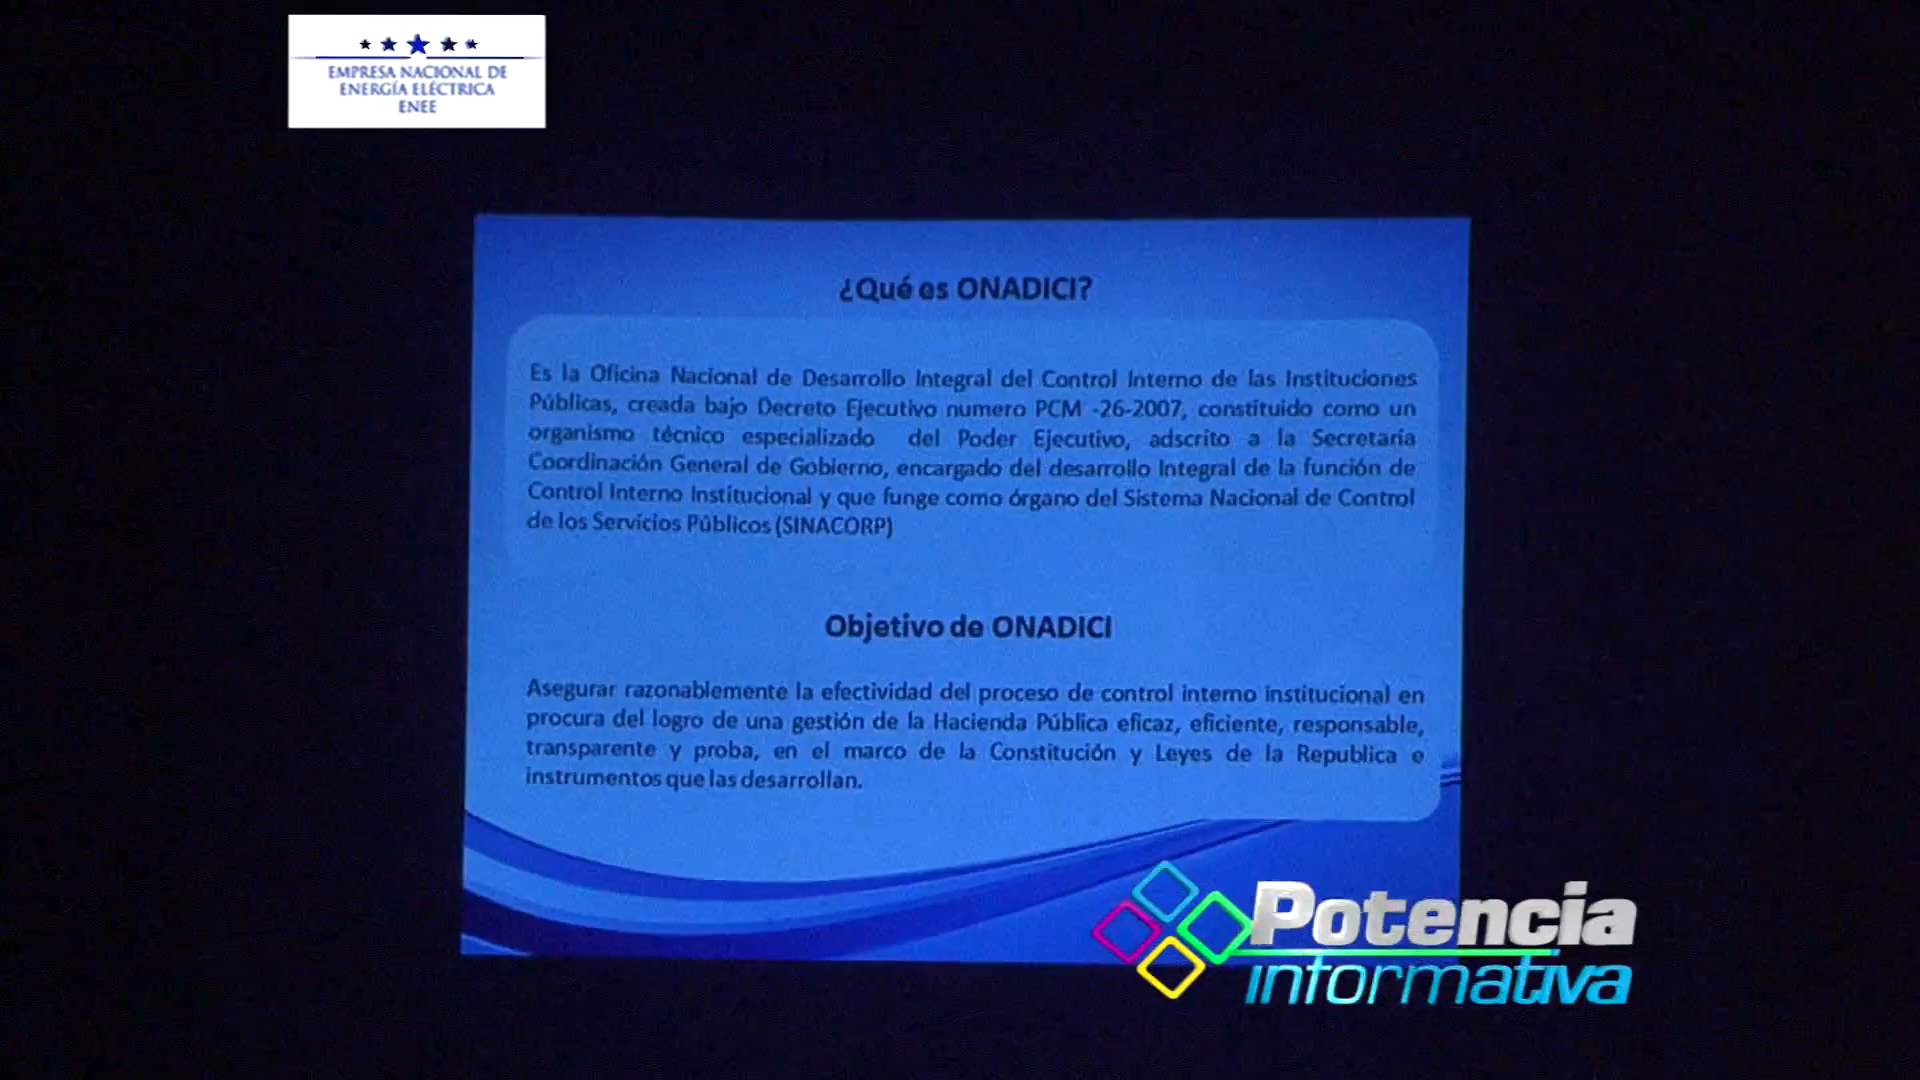 EMPRESA NACIONAL DE
ENERGÍA ELÉCTRICA
ENEE
¿Qué es ONADICI?
Es la Oficina Nacional de Desarrollo Integral del Control Interno de las Instituciones
Públicas, creada bajo Decreto Ejecutivo numero PCM -26-2007, constituido como un
organismo técnico especializado del Poder Ejecutivo, adscrito a la Secretaría
Coordinación General de Gobierno, encargado del desarrollo Integral de la función de
Control Interno Institucional y que funge como órgano del Sistema Nacional de Control
de los Servicios Públicos (SINACORP)
Objetivo de ONADICI
Asegurar razonablemente la efectividad del proceso de control interno institucional en
procura del logro de una gestión de la Hacienda Pública eficaz, eficiente, responsable,
transparente y proba, en el marco de la Constitución y Leyes de la Republica e
instrumentos que las desarrollan.
Potencia
informativa